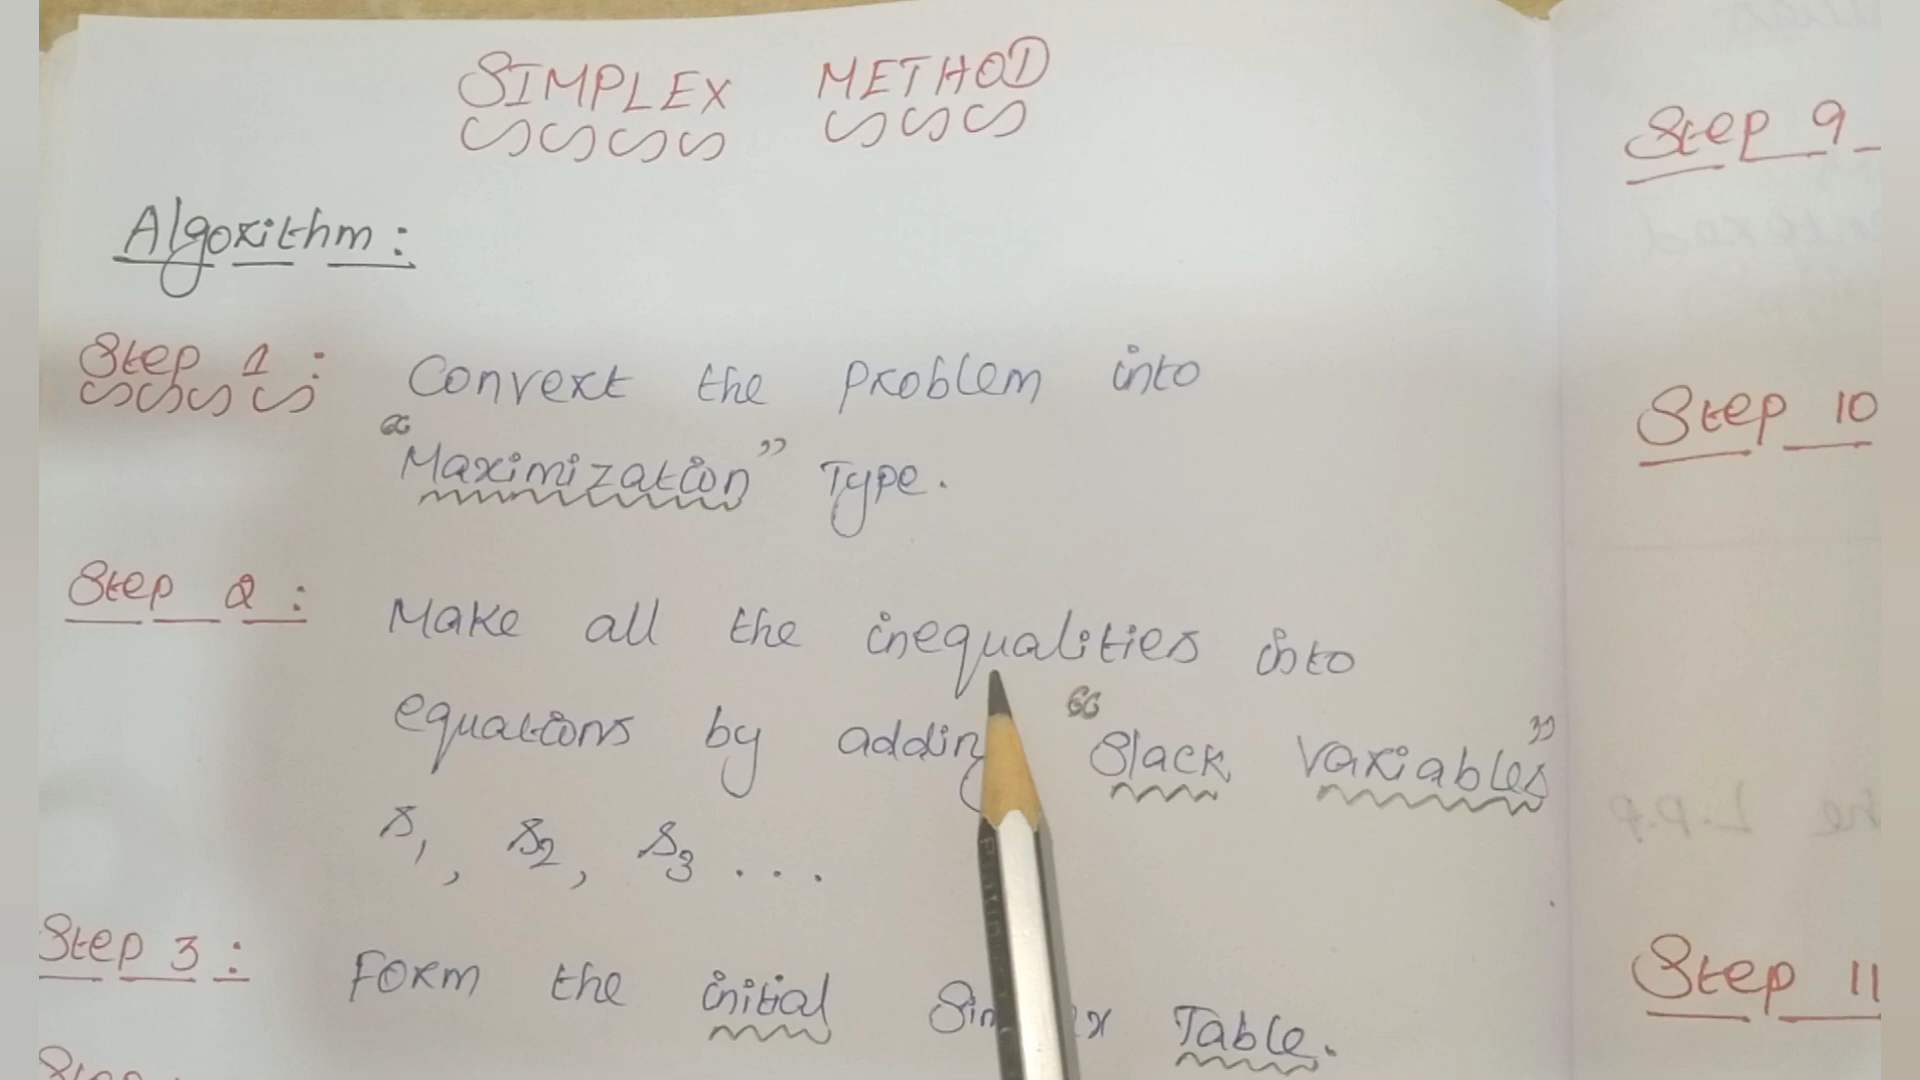 SIMPLEX METHOD
Algorithm:
Step 1: Convert the problem into
"Maximization" Type.
Step 2: Make all the inequalities into
equations by adding "Slack Variables"
s1, s2, s3 ...
Step 3: Form the initial Simplex Table.
Step 9
Step 10
Step 11